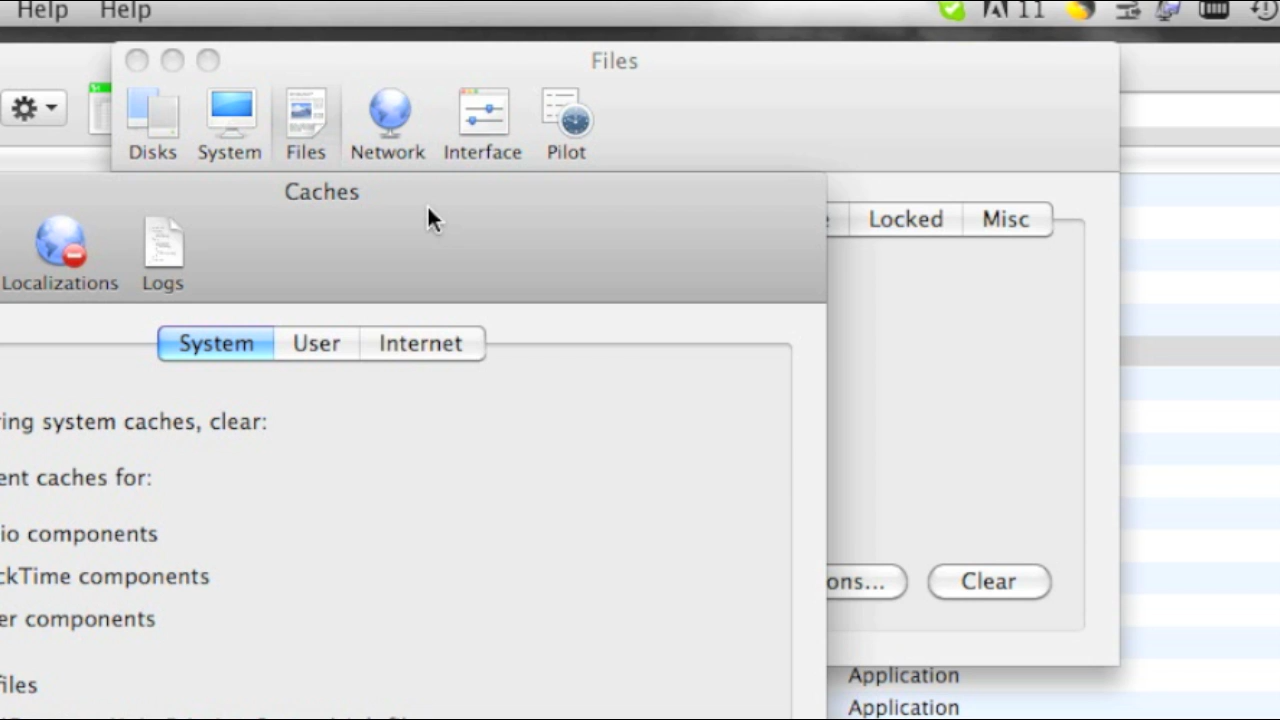 Help Help 11
Files
Disks System Files Network Interface Pilot
Caches
Locked Misc
Localizations Logs
System User Internet
ring system caches, clear:
ent caches for:
io components
ckTime components
ons... Clear
er components
files
Application
Application